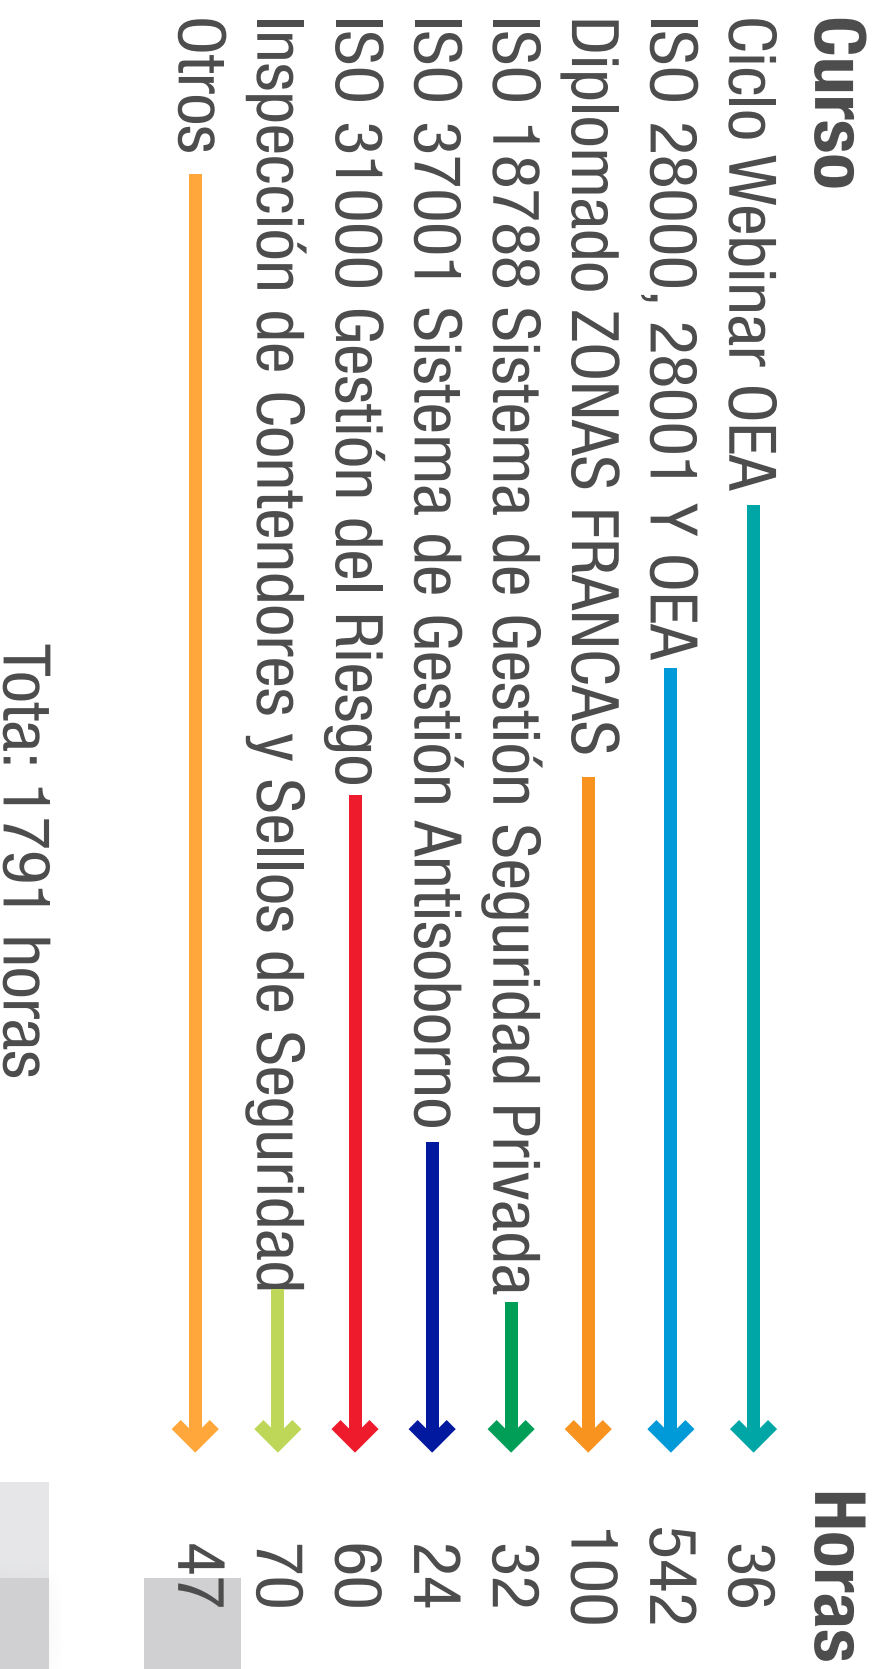 Curso Horas
Ciclo Webinar OEA 36
ISO 28000, 28001 Y OEA 542
Diplomado ZONAS FRANCAS 100
ISO 18788 Sistema de Gestión Seguridad Privada 32
ISO 37001 Sistema de Gestión Antisoborno 24
ISO 31000 Gestión del Riesgo 60
Inspección de Contendores y Sellos de Seguridad 70
Otros 47
Tota: 1791 horas